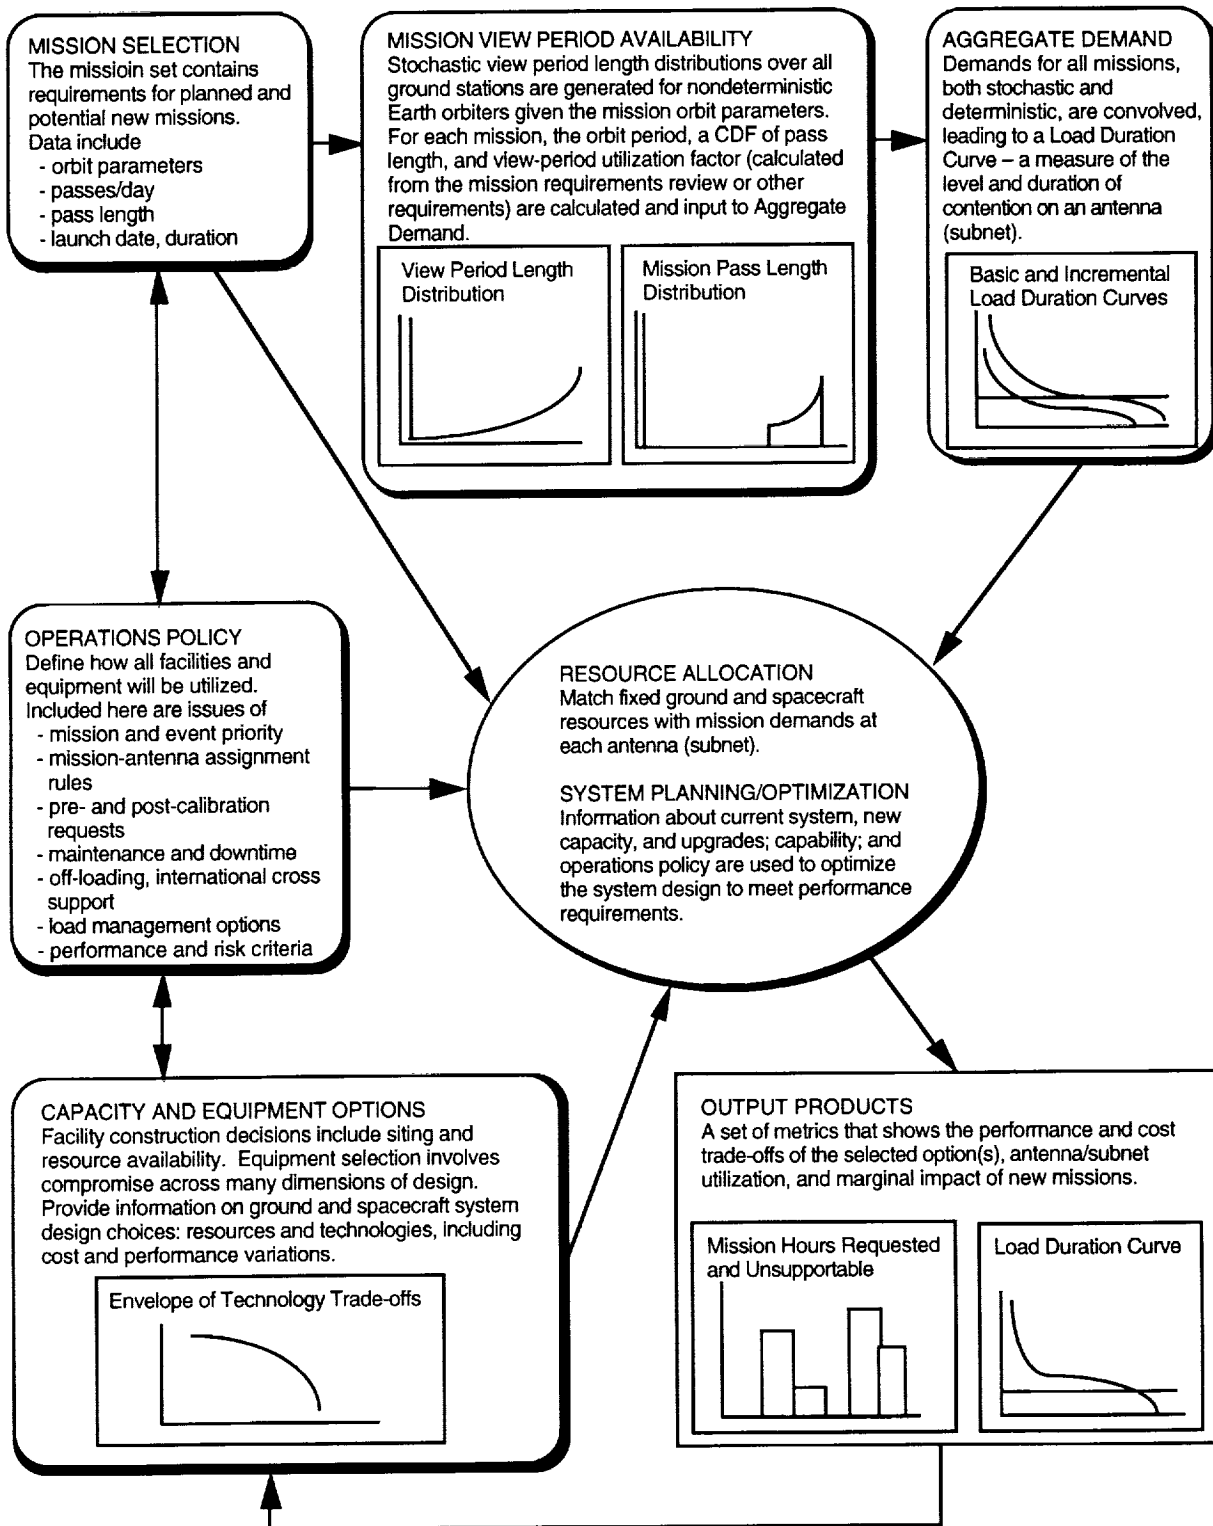 MISSION SELECTION
The missioin set contains
requirements for planned and
potential new missions.
Data include
- orbit parameters
- passes/day
- pass length
- launch date, duration
MISSION VIEW PERIOD AVAILABILITY
Stochastic view period length distributions over all
ground stations are generated for nondeterministic
Earth orbiters given the mission orbit parameters.
For each mission, the orbit period, a CDF of pass
length, and view-period utilization factor (calculated
from the mission requirements review or other
requirements) are calculated and input to Aggregate
Demand.
View Period Length
Distribution
Mission Pass Length
Distribution
AGGREGATE DEMAND
Demands for all missions,
both stochastic and
deterministic, are convolved,
leading to a Load Duration
Curve – a measure of the
level and duration of
contention on an antenna
(subnet).
Basic and Incremental
Load Duration Curves
OPERATIONS POLICY
Define how all facilities and
equipment will be utilized.
Included here are issues of
- mission and event priority
- mission-antenna assignment
rules
- pre- and post-calibration
requests
- maintenance and downtime
- off-loading, international cross
support
- load management options
- performance and risk criteria
RESOURCE ALLOCATION
Match fixed ground and spacecraft
resources with mission demands at
each antenna (subnet).
SYSTEM PLANNING/OPTIMIZATION
Information about current system, new
capacity, and upgrades; capability; and
operations policy are used to optimize
the system design to meet performance
requirements.
CAPACITY AND EQUIPMENT OPTIONS
Facility construction decisions include siting and
resource availability. Equipment selection involves
compromise across many dimensions of design.
Provide information on ground and spacecraft system
design choices: resources and technologies, including
cost and performance variations.
Envelope of Technology Trade-offs
OUTPUT PRODUCTS
A set of metrics that shows the performance and cost
trade-offs of the selected option(s), antenna/subnet
utilization, and marginal impact of new missions.
Mission Hours Requested
and Unsupportable
Load Duration Curve